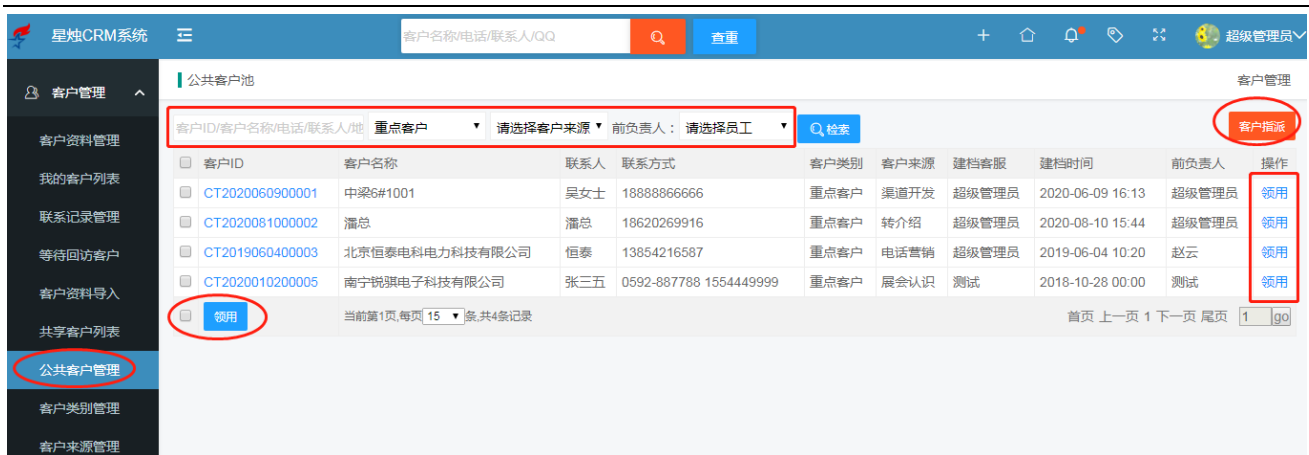 星烛CRM系统 客户名称/电话/联系人/QQ 查重 超级管理员
客户管理 公共客户池 客户管理
客户ID/客户名称/电话/联系人/地 重点客户 请选择客户来源 前负责人： 请选择员工 检索 客户指派
客户资料管理
我的客户列表
联系记录管理
等待回访客户
客户资料导入
共享客户列表
公共客户管理
客户类别管理
客户来源管理
客户ID 客户名称 联系人 联系方式 客户类别 客户来源 建档客服 建档时间 前负责人 操作
CT2020060900001 中梁6#1001 吴女士 18888866666 重点客户 渠道开发 超级管理员 2020-06-09 16:13 超级管理员 领用
CT2020081000002 潘总 潘总 18620269916 重点客户 转介绍 超级管理员 2020-08-10 15:44 超级管理员 领用
CT2019060400003 北京恒泰电科电力科技有限公司 恒泰 13854216587 重点客户 电话营销 超级管理员 2019-06-04 10:20 赵云 领用
CT2020010200005 南宁锐骐电子科技有限公司 张三五 0592-887788 1554449999 重点客户 展会认识 测试 2018-10-28 00:00 测试 领用
领用 当前第1页,每页 15 条,共4条记录 首页 上一页 1 下一页 尾页 1 go